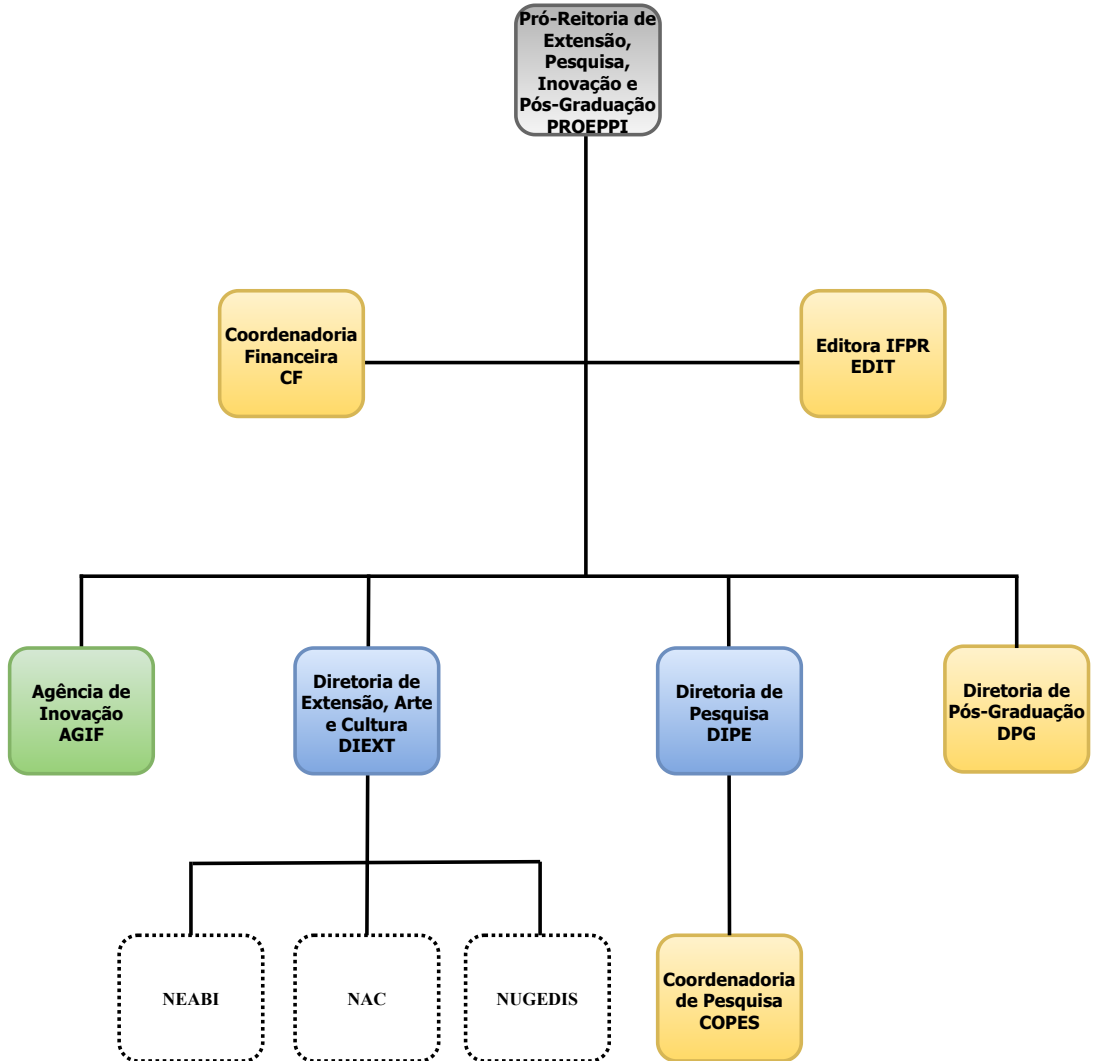 Pró-Reitoria de
Extensão,
Pesquisa,
Inovação e
Pós-Graduação
PROEPPI
Coordenadoria
Financeira
CF
Editora IFPR
EDIT
Agência de
Inovação
AGIF
Diretoria de
Extensão, Arte
e Cultura
DIEXT
Diretoria de
Pesquisa
DIPE
Diretoria de
Pós-Graduação
DPG
NEABI
NAC
NUGEDIS
Coordenadoria
de Pesquisa
COPES